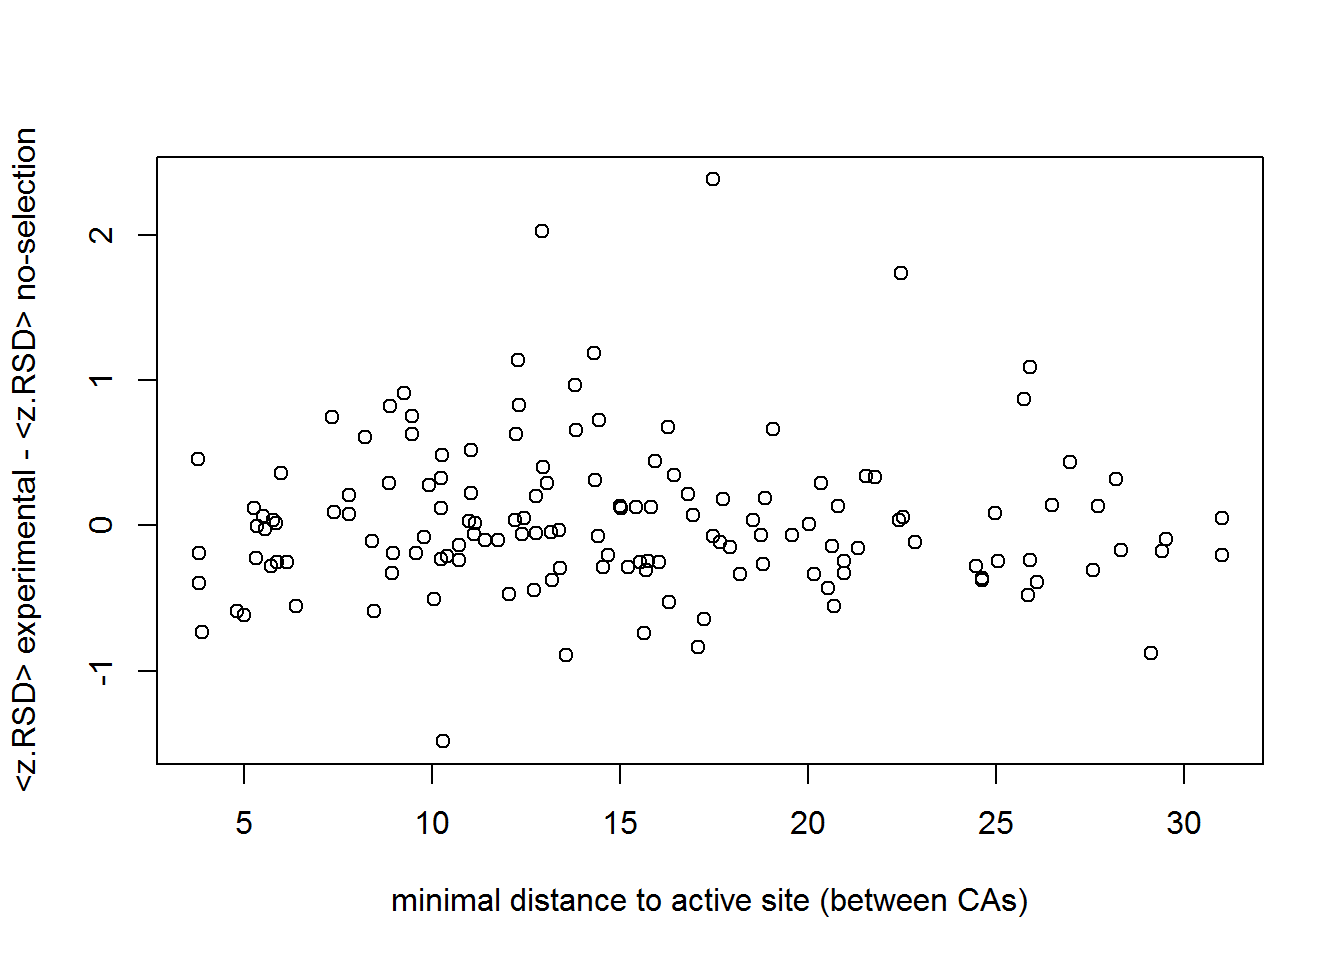 <z.RSD> experimental - <z.RSD> no-selection
2
1
0
-1
5 10 15 20 25 30
minimal distance to active site (between CAs)